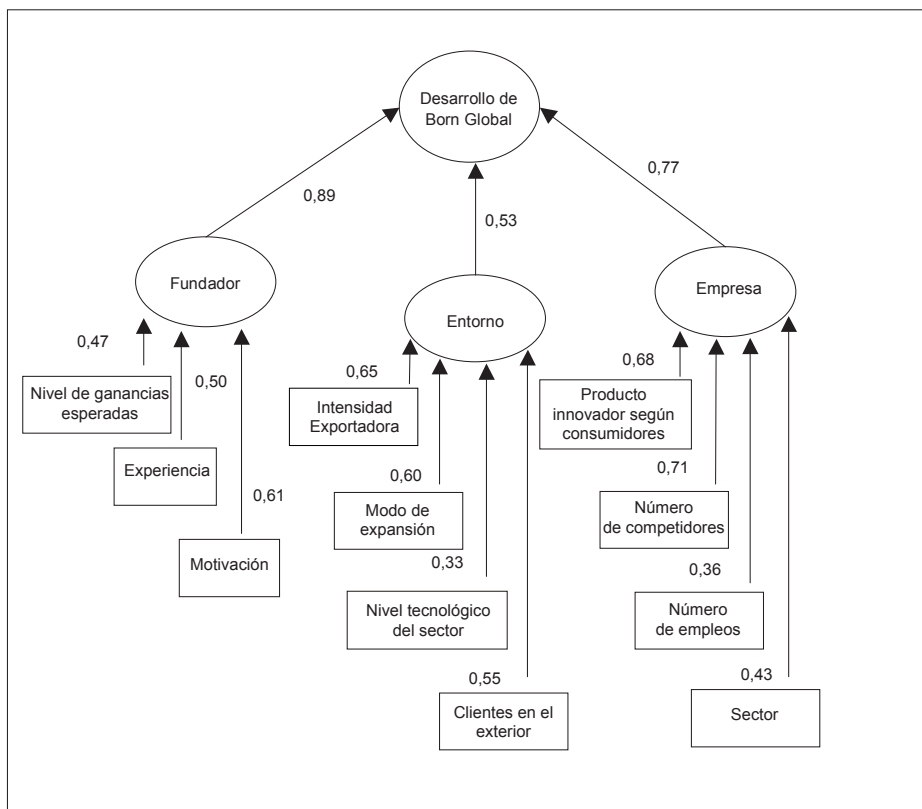 Desarrollo de
Born Global
0,89
0,53
0,77
Fundador
Entorno
Empresa
0,47
Nivel de ganancias
esperadas
0,50
Experiencia
0,61
Motivación
0,65
Intensidad
Exportadora
0,60
Modo de
expansión
0,33
Nivel tecnológico
del sector
0,55
Clientes en el
exterior
0,68
Producto
innovador según
consumidores
0,71
Número
de competidores
0,36
Número
de empleos
0,43
Sector